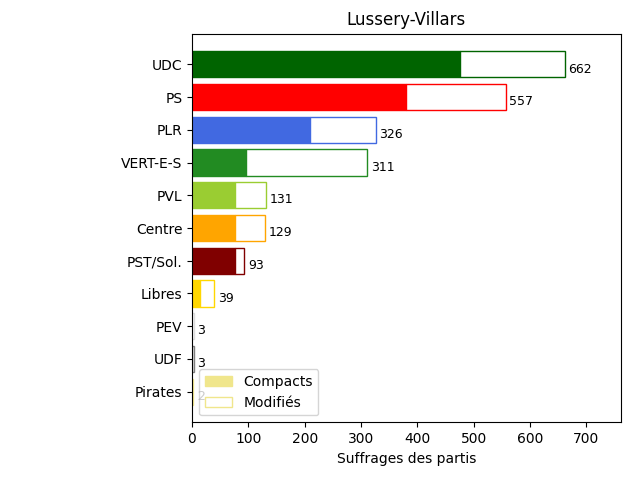 Lussery-Villars
UDC 662
PS 557
PLR 326
VERT-E-S 311
PVL 131
Centre 129
PST/Sol. 93
Libres 39
PEV 3
UDF 3
Pirates 2
Compacts
Modifiés
0 100 200 300 400 500 600 700
Suffrages des partis